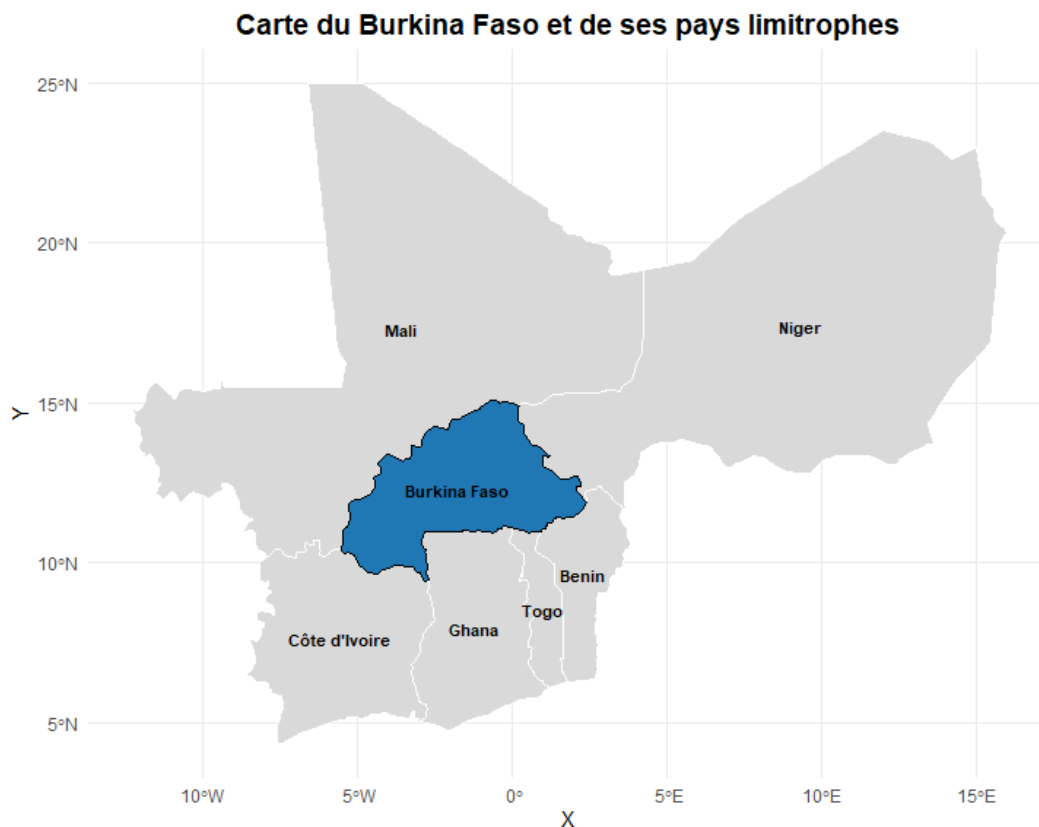 Carte du Burkina Faso et de ses pays limitrophes
25°N
20°N
Mali
Niger
15°N
Y
Burkina Faso
10°N
Benin
Togo
Ghana
Côte d'Ivoire
5°N
10°W
5°W
0°
5°E
10°E
15°E
X